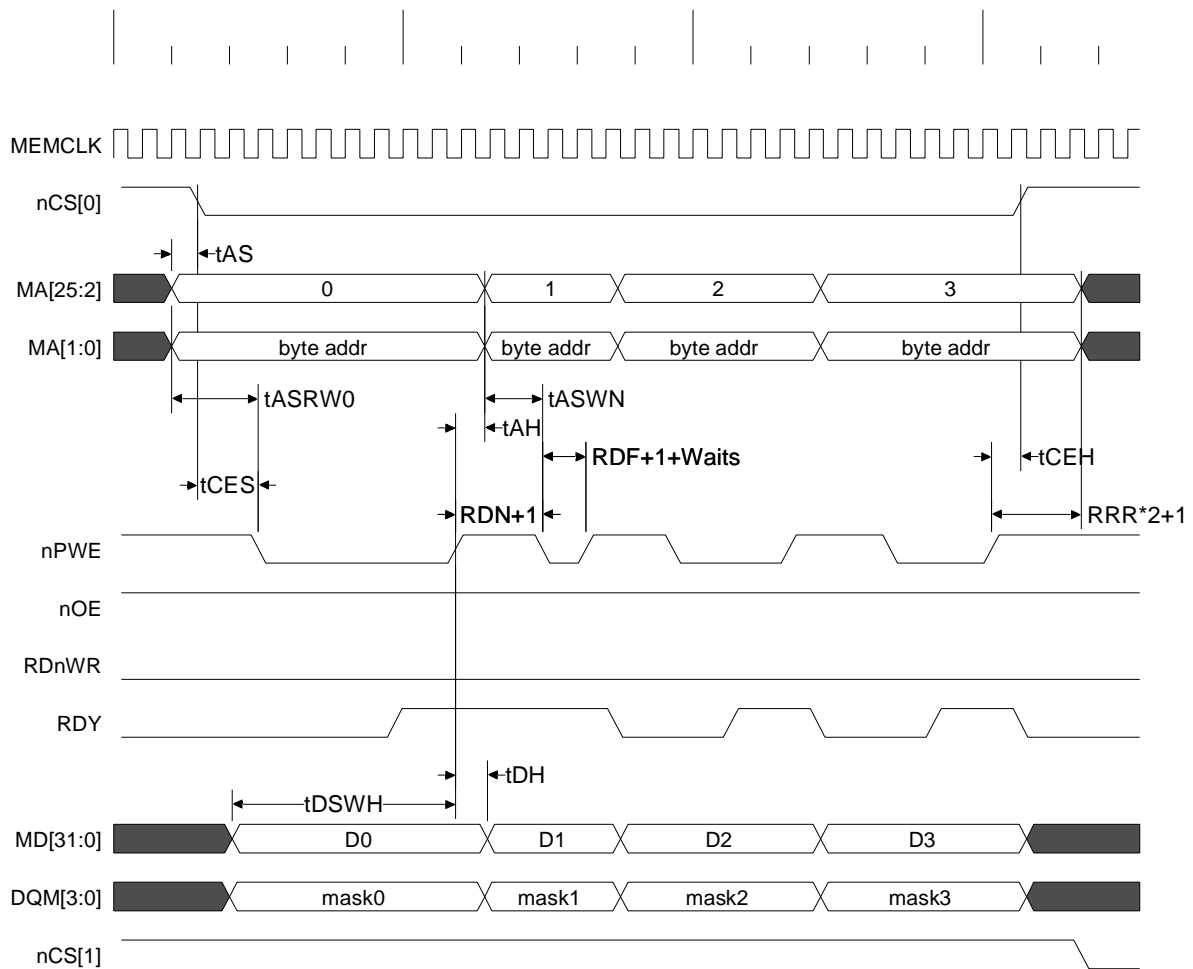 MEMCLK
nCS[0]
tAS
MA[25:2] 0 1 2 3
MA[1:0] byte addr byte addr byte addr byte addr
tASRW0 tASWN
tAH
RDF+1+Waits tCEH
tCES RDN+1 RRR*2+1
nPWE
nOE
RDnWR
RDY
tDH
tDSWH
MD[31:0] D0 D1 D2 D3
DQM[3:0] mask0 mask1 mask2 mask3
nCS[1]